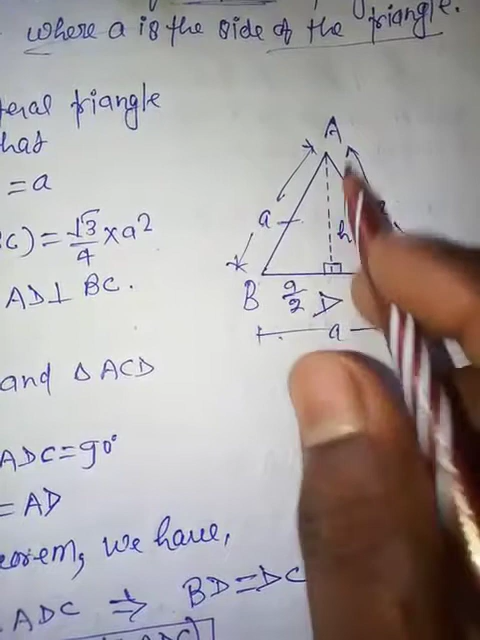 where a is the side of the triangle.
eral triangle
hat
= a
C) = √3/4 × a²
AD ⊥ BC.
and Δ ACD
ADC = 90°
= AD
eorem, we have,
ADC ⇒ BD = DC
A
a
h
B a/2 D
a